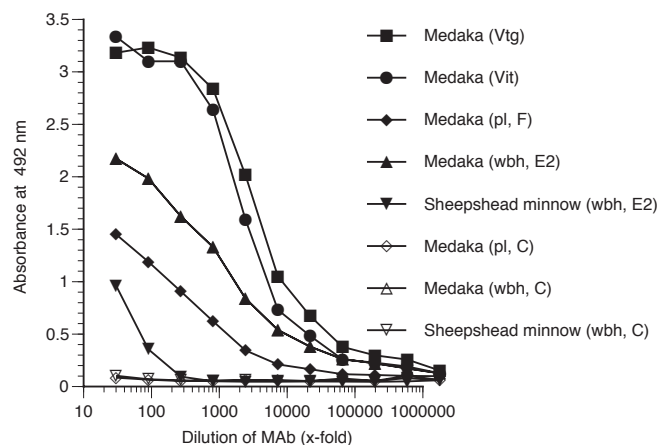 3.5
3
2.5
2
1.5
1
0.5
0
Absorbance at 492 nm
10 100 1000 10000 100000 1000000
Dilution of MAb (x-fold)
Medaka (Vtg)
Medaka (Vit)
Medaka (pl, F)
Medaka (wbh, E2)
Sheepshead minnow (wbh, E2)
Medaka (pl, C)
Medaka (wbh, C)
Sheepshead minnow (wbh, C)